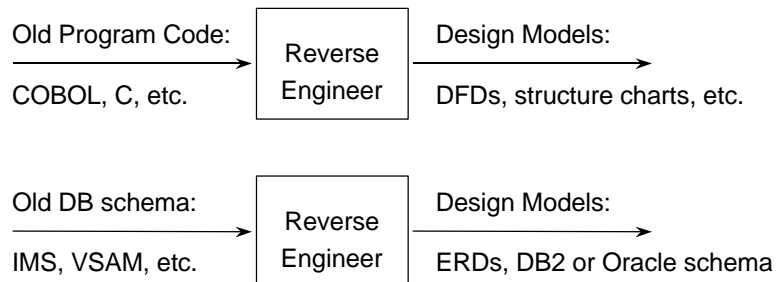 Old Program Code:
COBOL, C, etc.
Reverse
Engineer
Design Models:
DFDs, structure charts, etc.
Old DB schema:
IMS, VSAM, etc.
Reverse
Engineer
Design Models:
ERDs, DB2 or Oracle schema